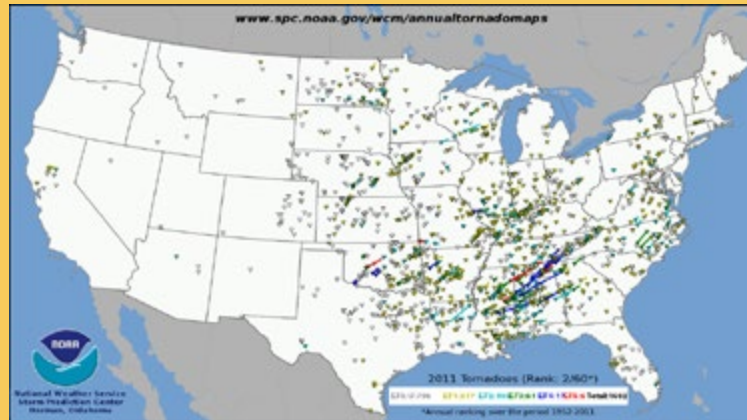 www.spc.noaa.gov/wcm/annualtornadomaps
NOAA
National Weather Service
Storm Prediction Center
Norman, Oklahoma
2011 Tornadoes (Rank: 2/60*)
*Annual ranking over the period 1952-2011.